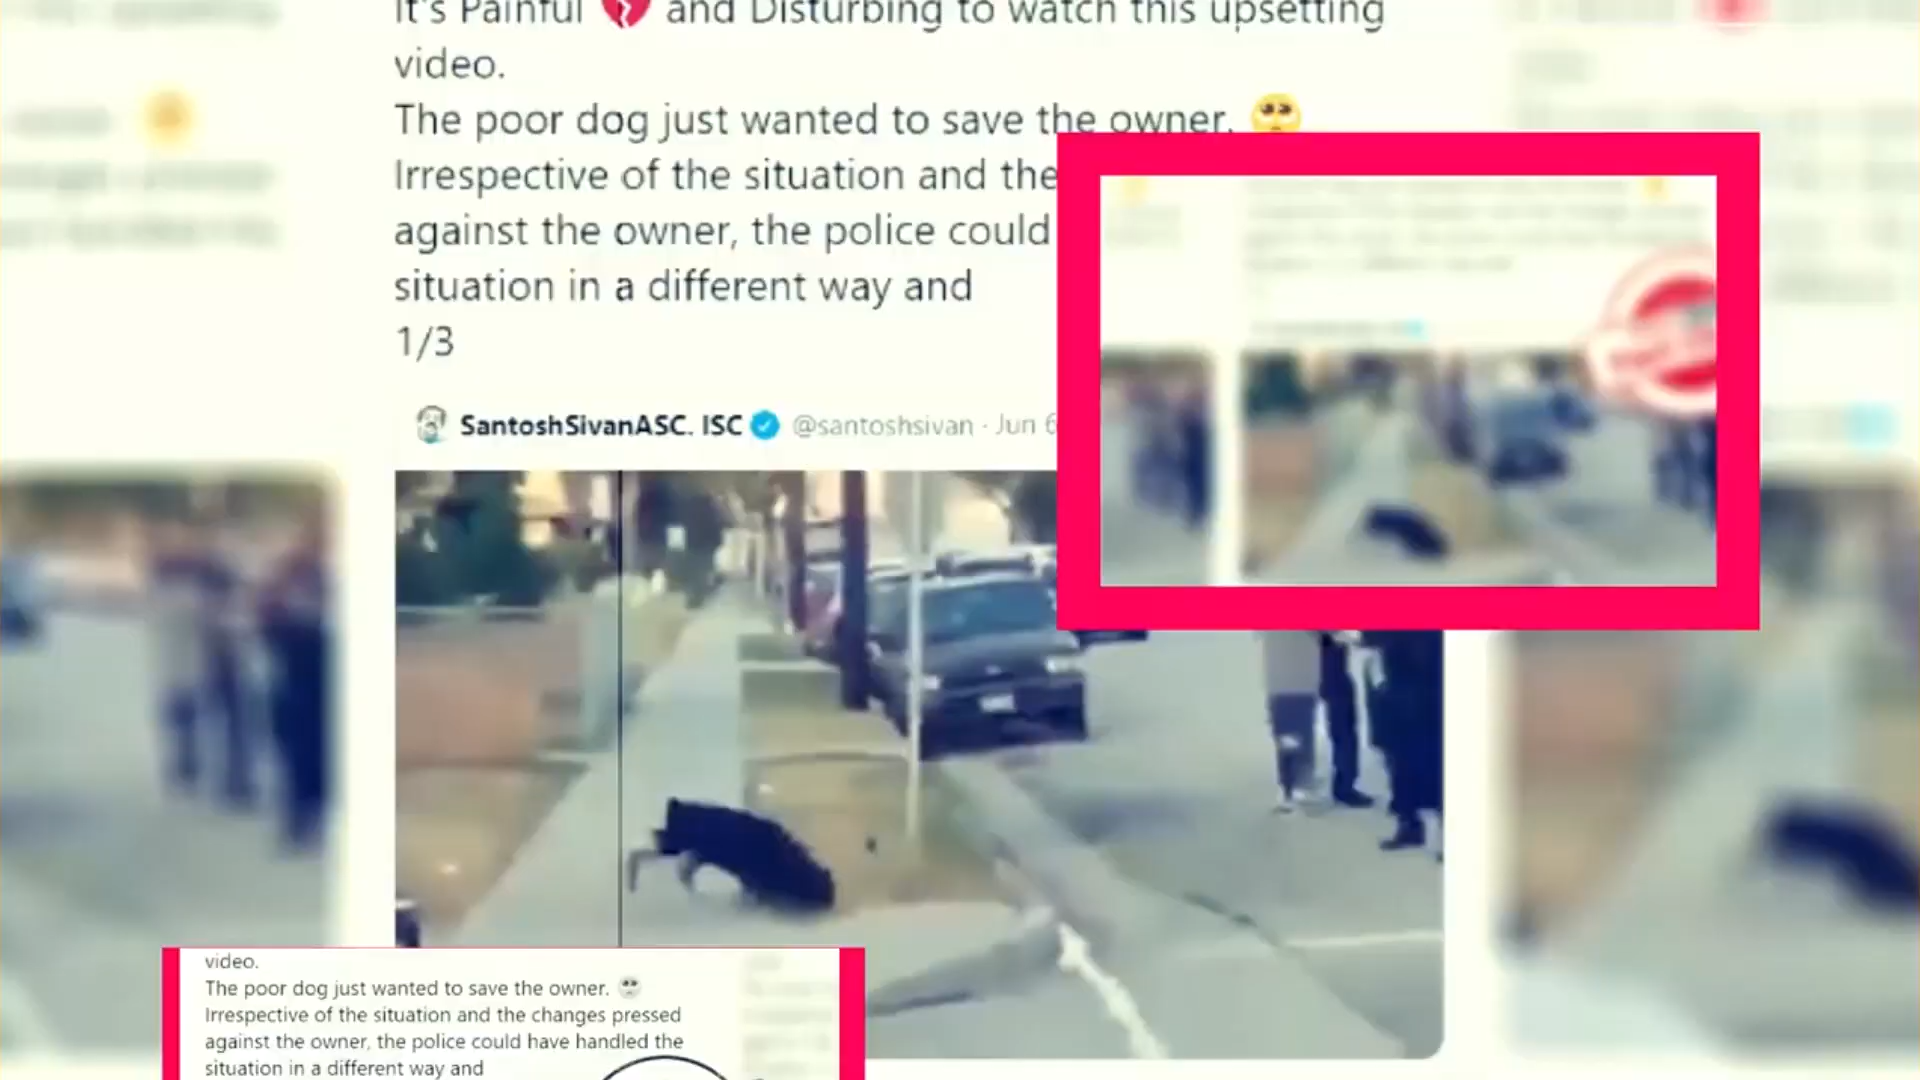 It's Painful 💔 and Disturbing to watch this upsetting
video.
The poor dog just wanted to save the owner. 🥺
Irrespective of the situation and the
against the owner, the police could
situation in a different way and
1/3
SantoshSivanASC. ISC @santoshsivan · Jun 6
video.
The poor dog just wanted to save the owner. 🥺
Irrespective of the situation and the changes pressed
against the owner, the police could have handled the
situation in a different way and